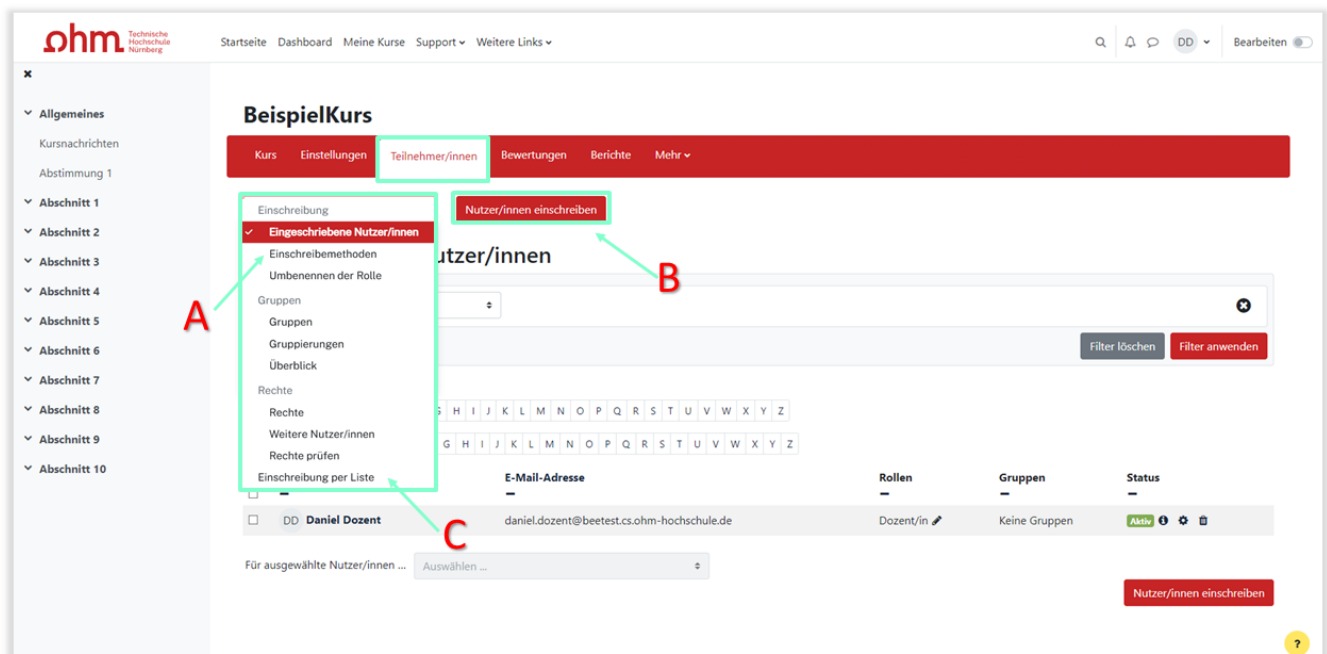 ohm Technische Hochschule Nürnberg
Startseite Dashboard Meine Kurse Support Weitere Links DD Bearbeiten
Allgemeines
Kursnachrichten
Abstimmung 1
Abschnitt 1
Abschnitt 2
Abschnitt 3
Abschnitt 4
Abschnitt 5
Abschnitt 6
Abschnitt 7
Abschnitt 8
Abschnitt 9
Abschnitt 10
BeispielKurs
Kurs Einstellungen Teilnehmer/innen Bewertungen Berichte Mehr
Einschreibung
Eingeschriebene Nutzer/innen
Einschreibemethoden
Umbenennen der Rolle
Gruppen
Gruppen
Gruppierungen
Überblick
Rechte
Rechte
Weitere Nutzer/innen
Rechte prüfen
Einschreibung per Liste
Nutzer/innen einschreiben
utzer/innen
A
B
C
Filter löschen Filter anwenden
H I J K L M N O P Q R S T U V W X Y Z
G H I J K L M N O P Q R S T U V W X Y Z
E-Mail-Adresse Rollen Gruppen Status
DD Daniel Dozent daniel.dozent@beetest.cs.ohm-hochschule.de Dozent/in Keine Gruppen Aktiv
Für ausgewählte Nutzer/innen ... Auswählen ...
Nutzer/innen einschreiben
?